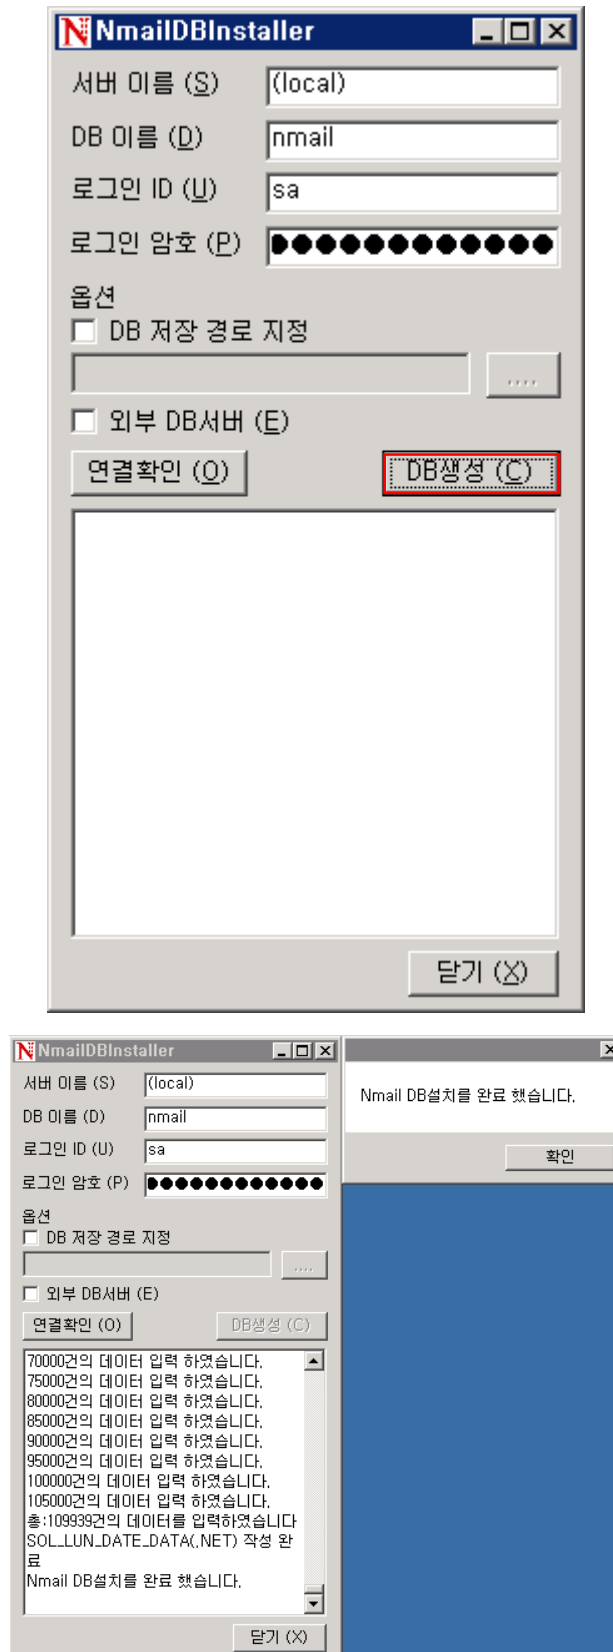 NmailDBInstaller
서버 이름 (S)
(local)
DB 이름 (D)
nmail
로그인 ID (U)
sa
로그인 암호 (P)
●●●●●●●●●●●●
옵션
DB 저장 경로 지정
....
외부 DB서버 (E)
연결확인 (O)
DB생성 (C)
닫기 (X)
NmailDBInstaller
서버 이름 (S)
(local)
DB 이름 (D)
nmail
로그인 ID (U)
sa
로그인 암호 (P)
●●●●●●●●●●●●
옵션
DB 저장 경로 지정
....
외부 DB서버 (E)
연결확인 (O)
DB생성 (C)
70000건의 데이터 입력 하였습니다.
75000건의 데이터 입력 하였습니다.
80000건의 데이터 입력 하였습니다.
85000건의 데이터 입력 하였습니다.
90000건의 데이터 입력 하였습니다.
95000건의 데이터 입력 하였습니다.
100000건의 데이터 입력 하였습니다.
105000건의 데이터 입력 하였습니다.
총:109939건의 데이터를 입력하였습니다
SOL_LUN_DATE_DATA(.NET) 작성 완
료
Nmail DB설치를 완료 했습니다.
닫기 (X)
Nmail DB설치를 완료 했습니다.
확인